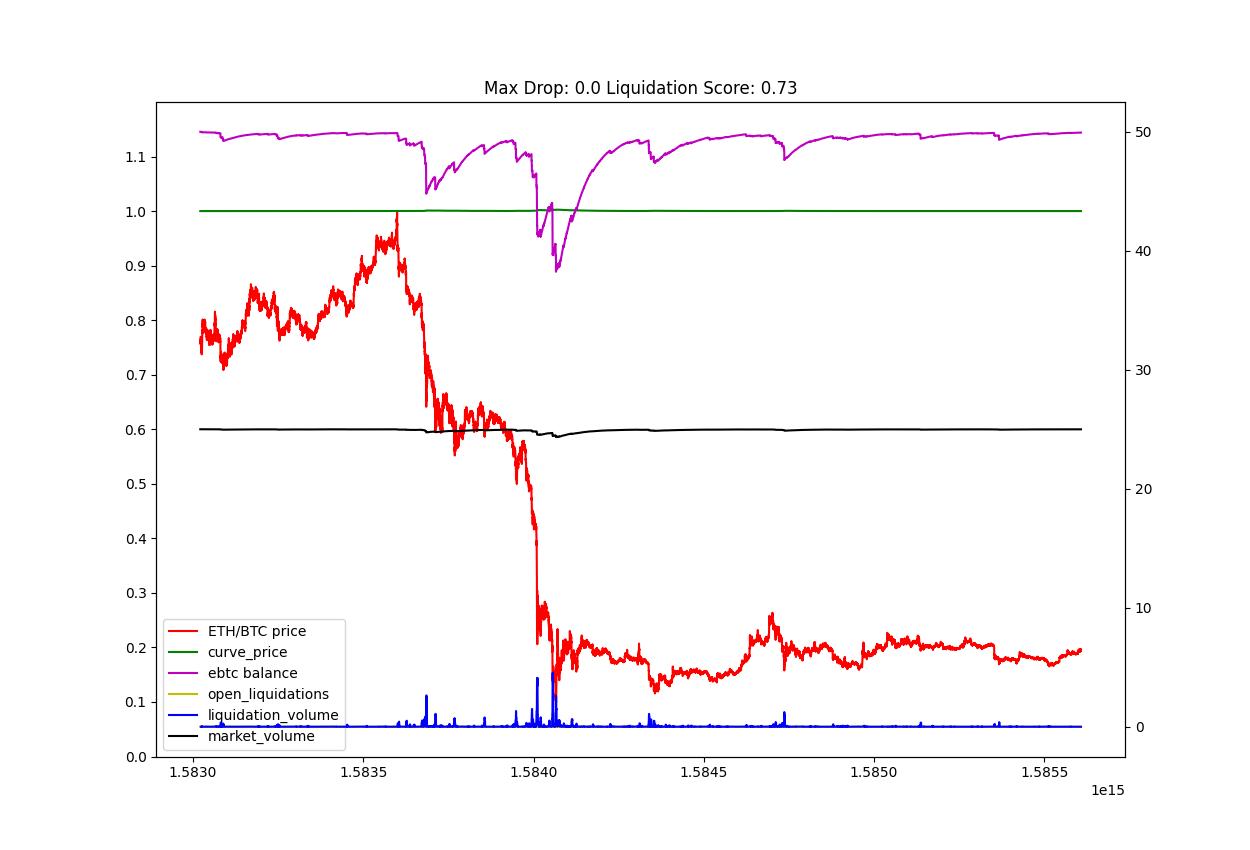 Max Drop: 0.0 Liquidation Score: 0.73
1.1
1.0
0.9
0.8
0.7
0.6
0.5
0.4
0.3
0.2
0.1
0.0
50
40
30
20
10
0
ETH/BTC price
curve_price
ebtc balance
open_liquidations
liquidation_volume
market_volume
1.5830 1.5835 1.5840 1.5845 1.5850 1.5855
1e15